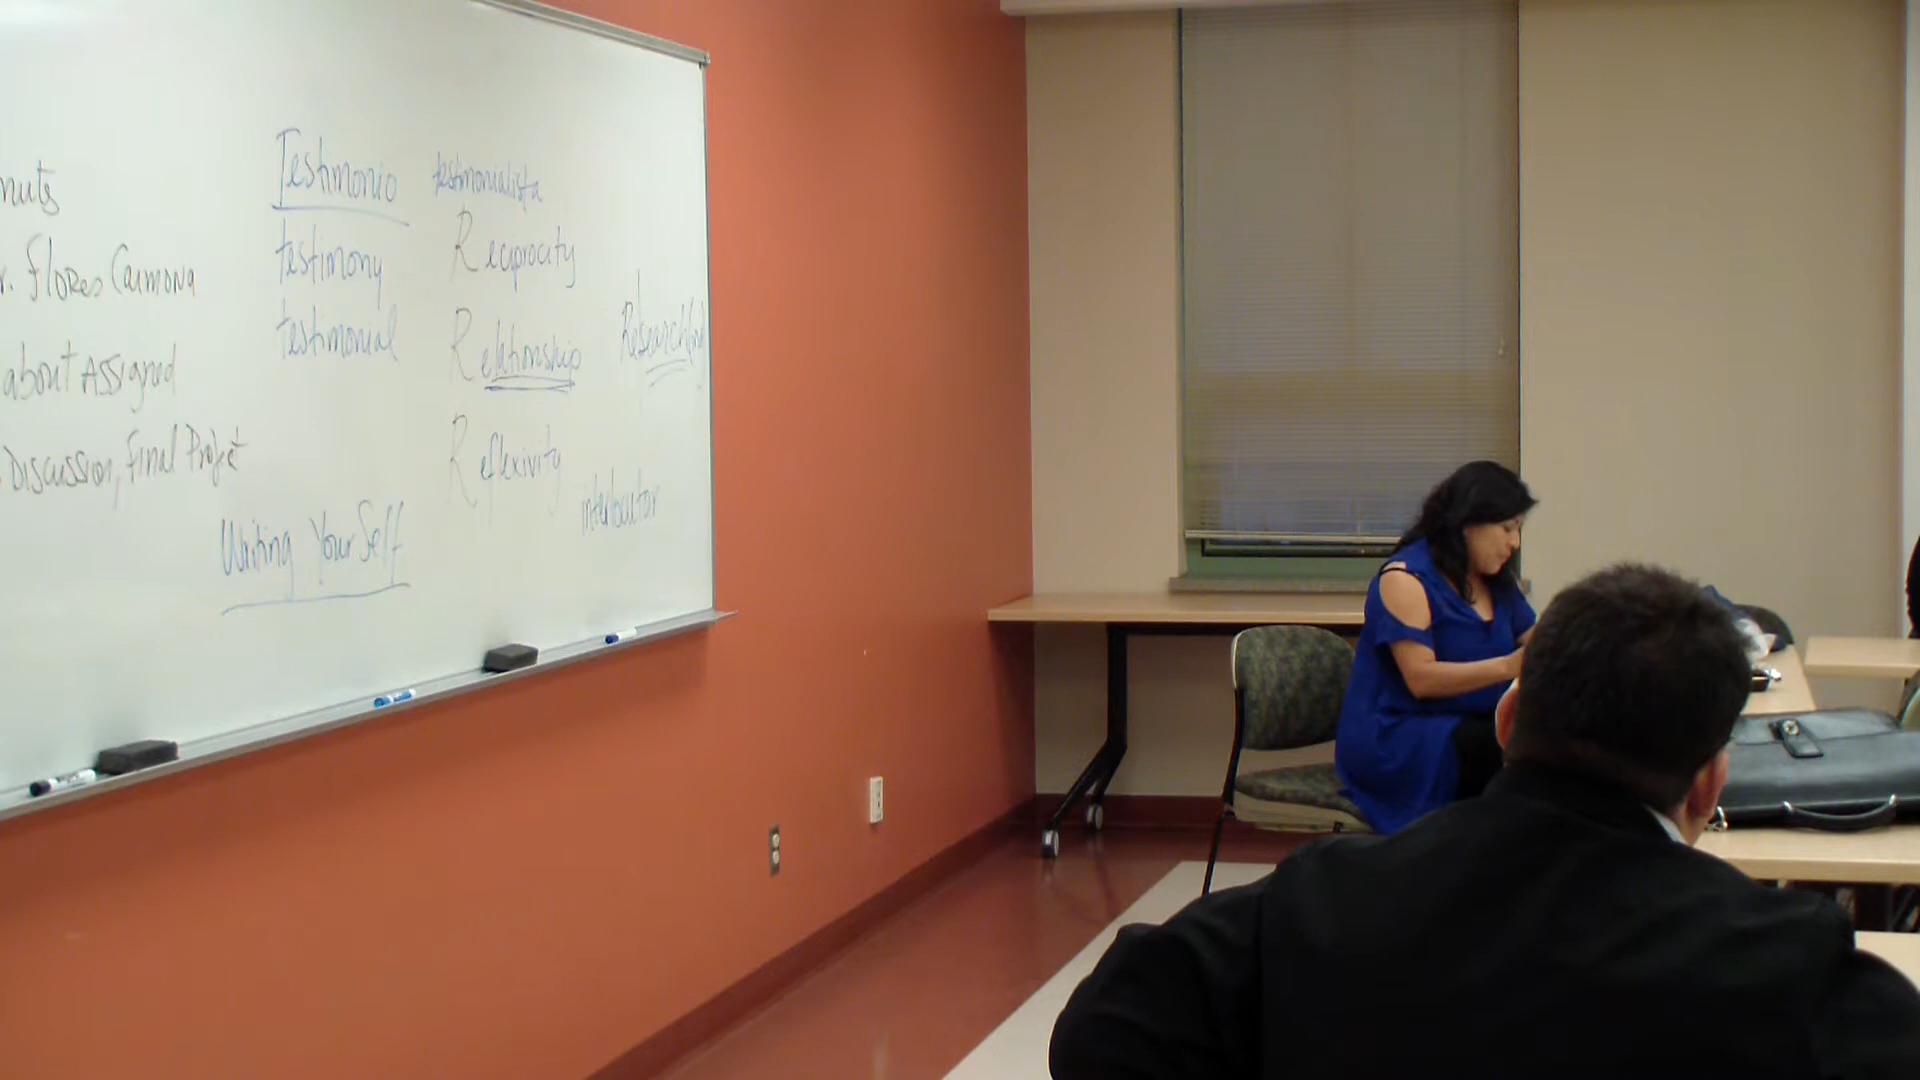 nuts
r. Flores Carmona
about Assigned
Discussion, Final Project
Testimonio testimonialista
testimony Reciprocity
testimonial Relationship Research
Reflexivity
interlocutor
Writing Your Self